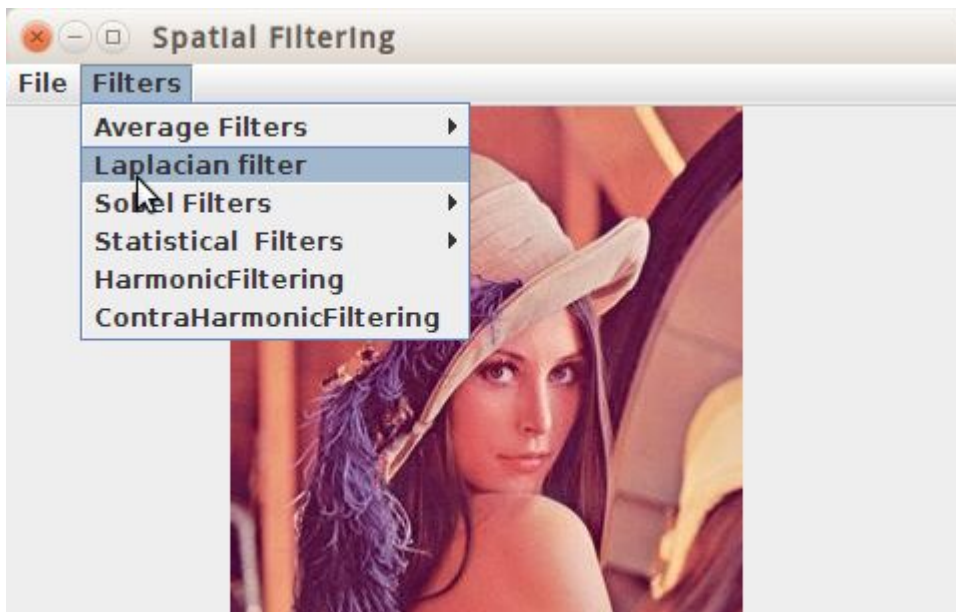 Spatial Filtering
File Filters
Average Filters
Laplacian filter
Sobel Filters
Statistical Filters
HarmonicFiltering
ContraHarmonicFiltering